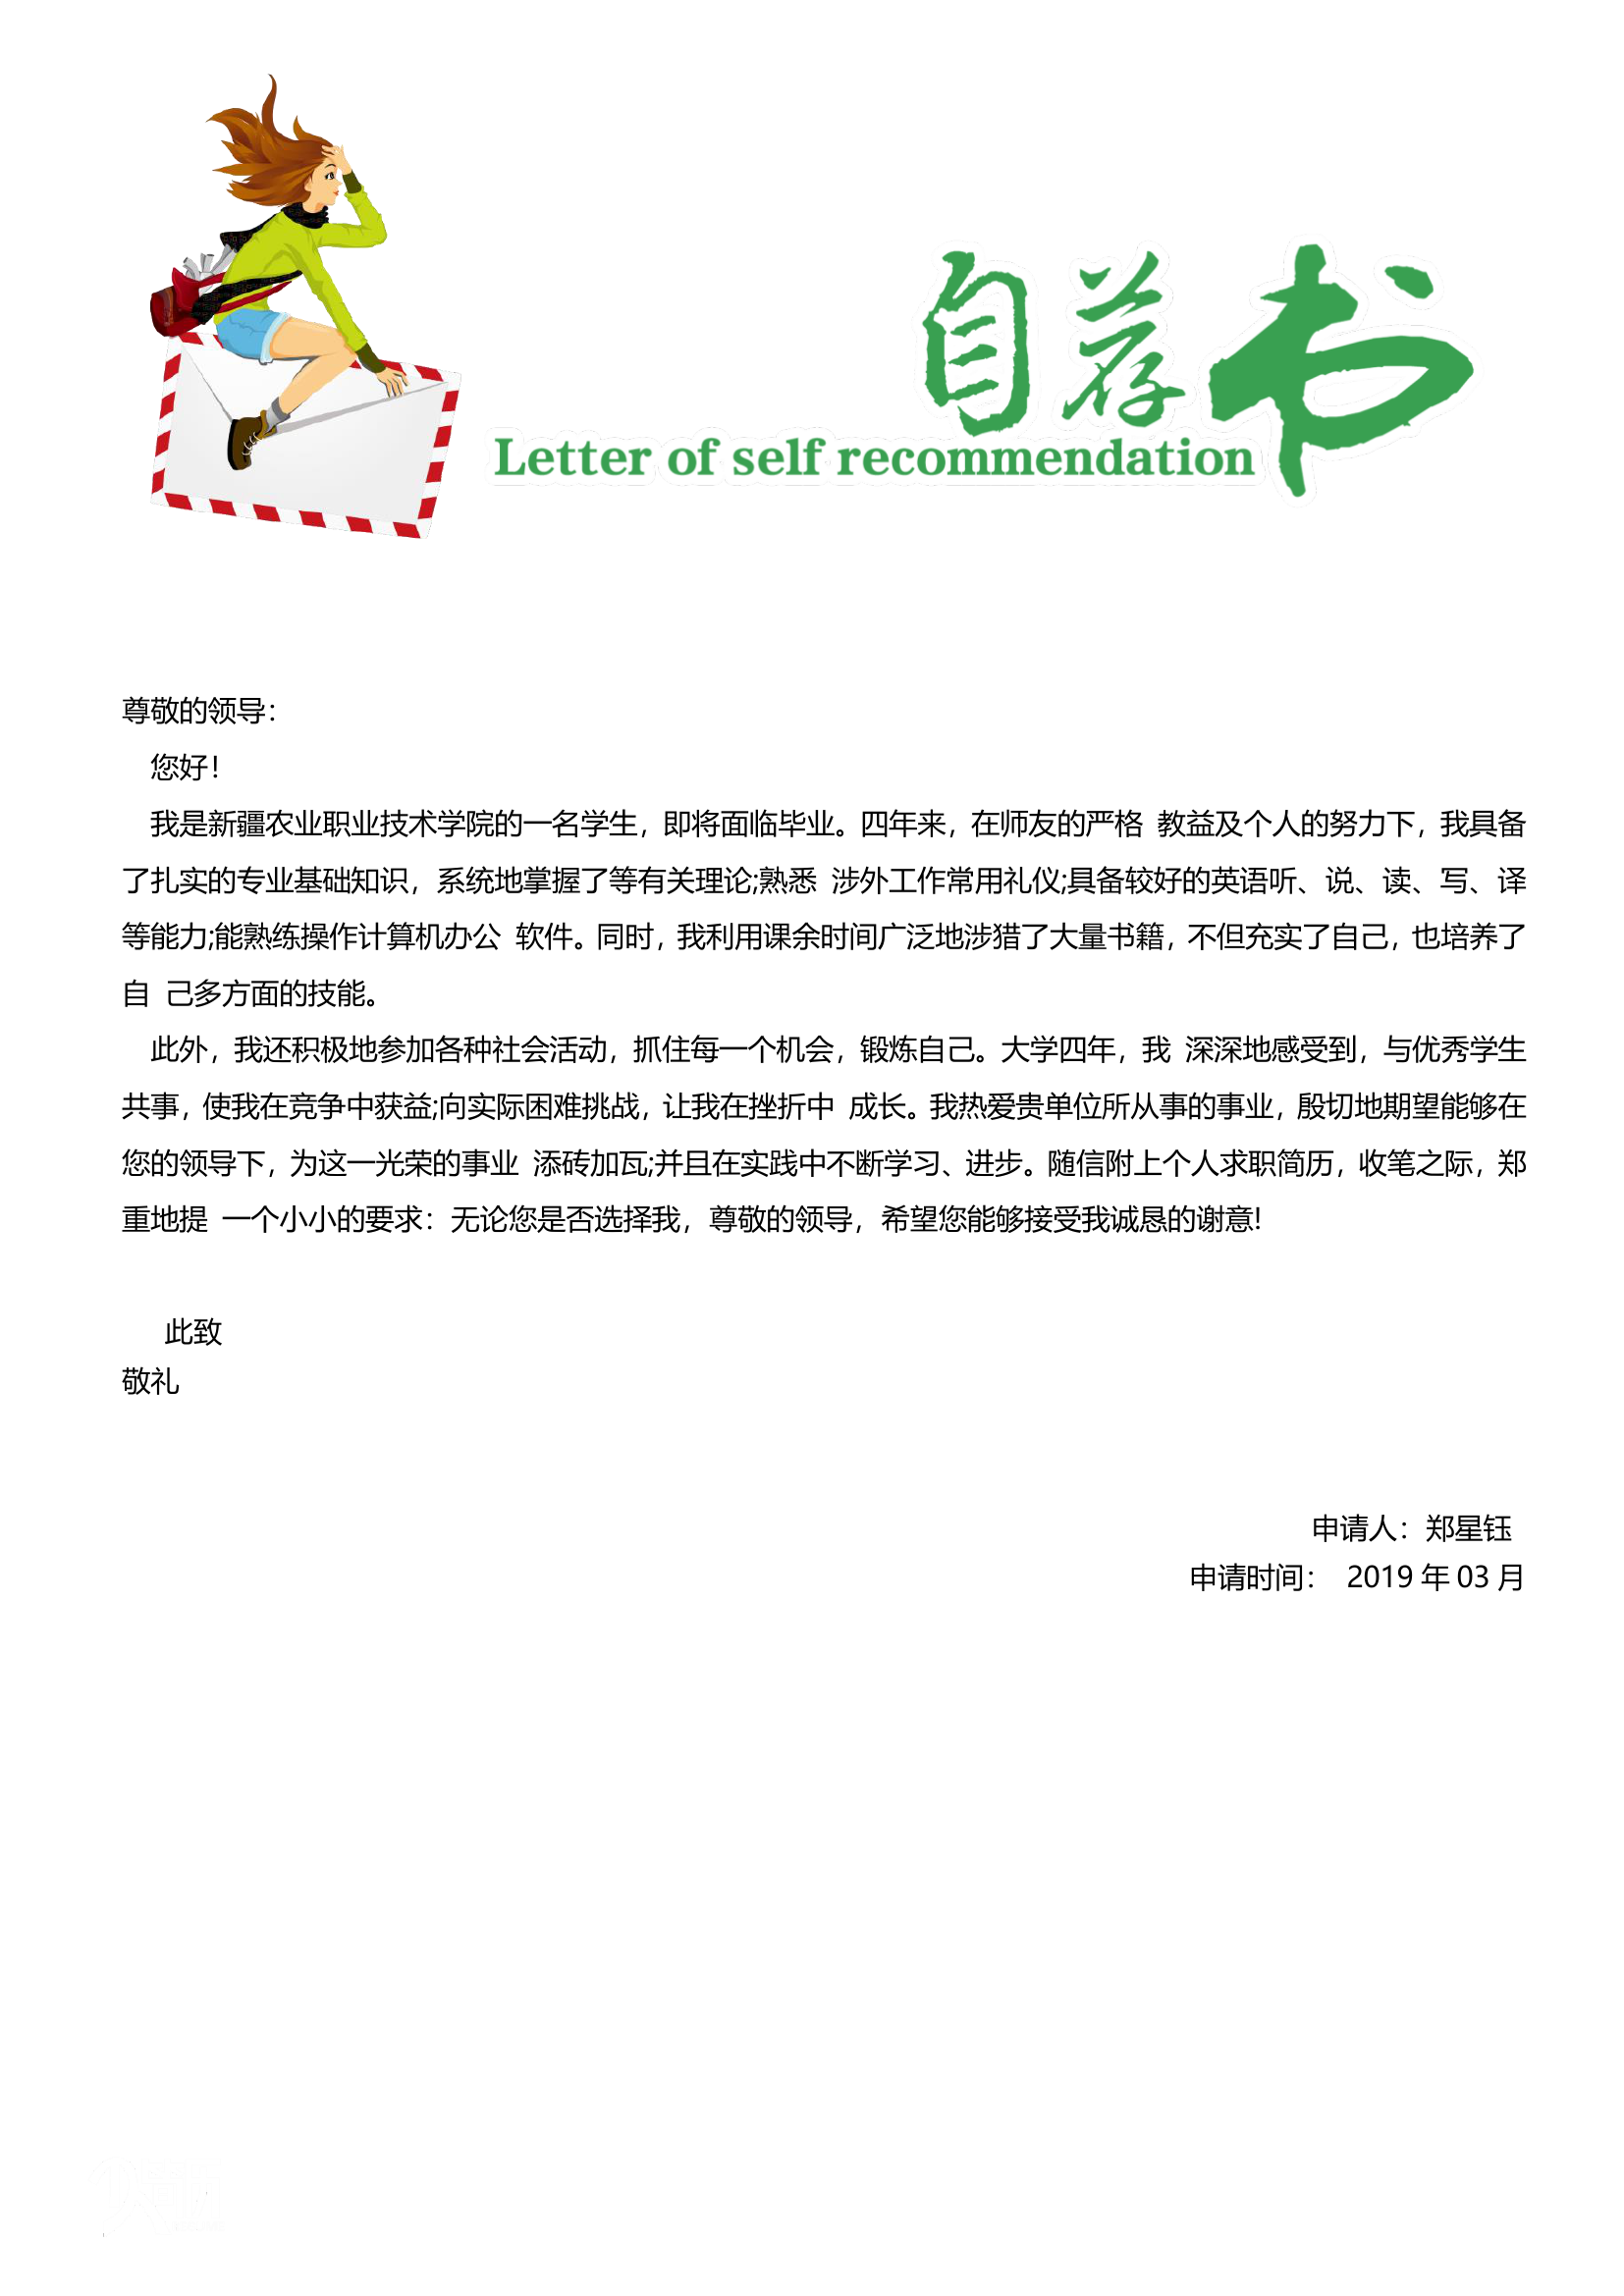 自荐书
Letter of self recommendation
尊敬的领导：
您好！
我是新疆农业职业技术学院的一名学生，即将面临毕业。四年来，在师友的严格 教益及个人的努力下，我具备
了扎实的专业基础知识，系统地掌握了等有关理论;熟悉 涉外工作常用礼仪;具备较好的英语听、说、读、写、译
等能力;能熟练操作计算机办公 软件。同时，我利用课余时间广泛地涉猎了大量书籍，不但充实了自己，也培养了
自 己多方面的技能。
此外，我还积极地参加各种社会活动，抓住每一个机会，锻炼自己。大学四年，我 深深地感受到，与优秀学生
共事，使我在竞争中获益;向实际困难挑战，让我在挫折中 成长。我热爱贵单位所从事的事业，殷切地期望能够在
您的领导下，为这一光荣的事业 添砖加瓦;并且在实践中不断学习、进步。随信附上个人求职简历，收笔之际，郑
重地提 一个小小的要求：无论您是否选择我，尊敬的领导，希望您能够接受我诚恳的谢意!
此致
敬礼
申请人：郑星钰
申请时间： 2019 年 03 月